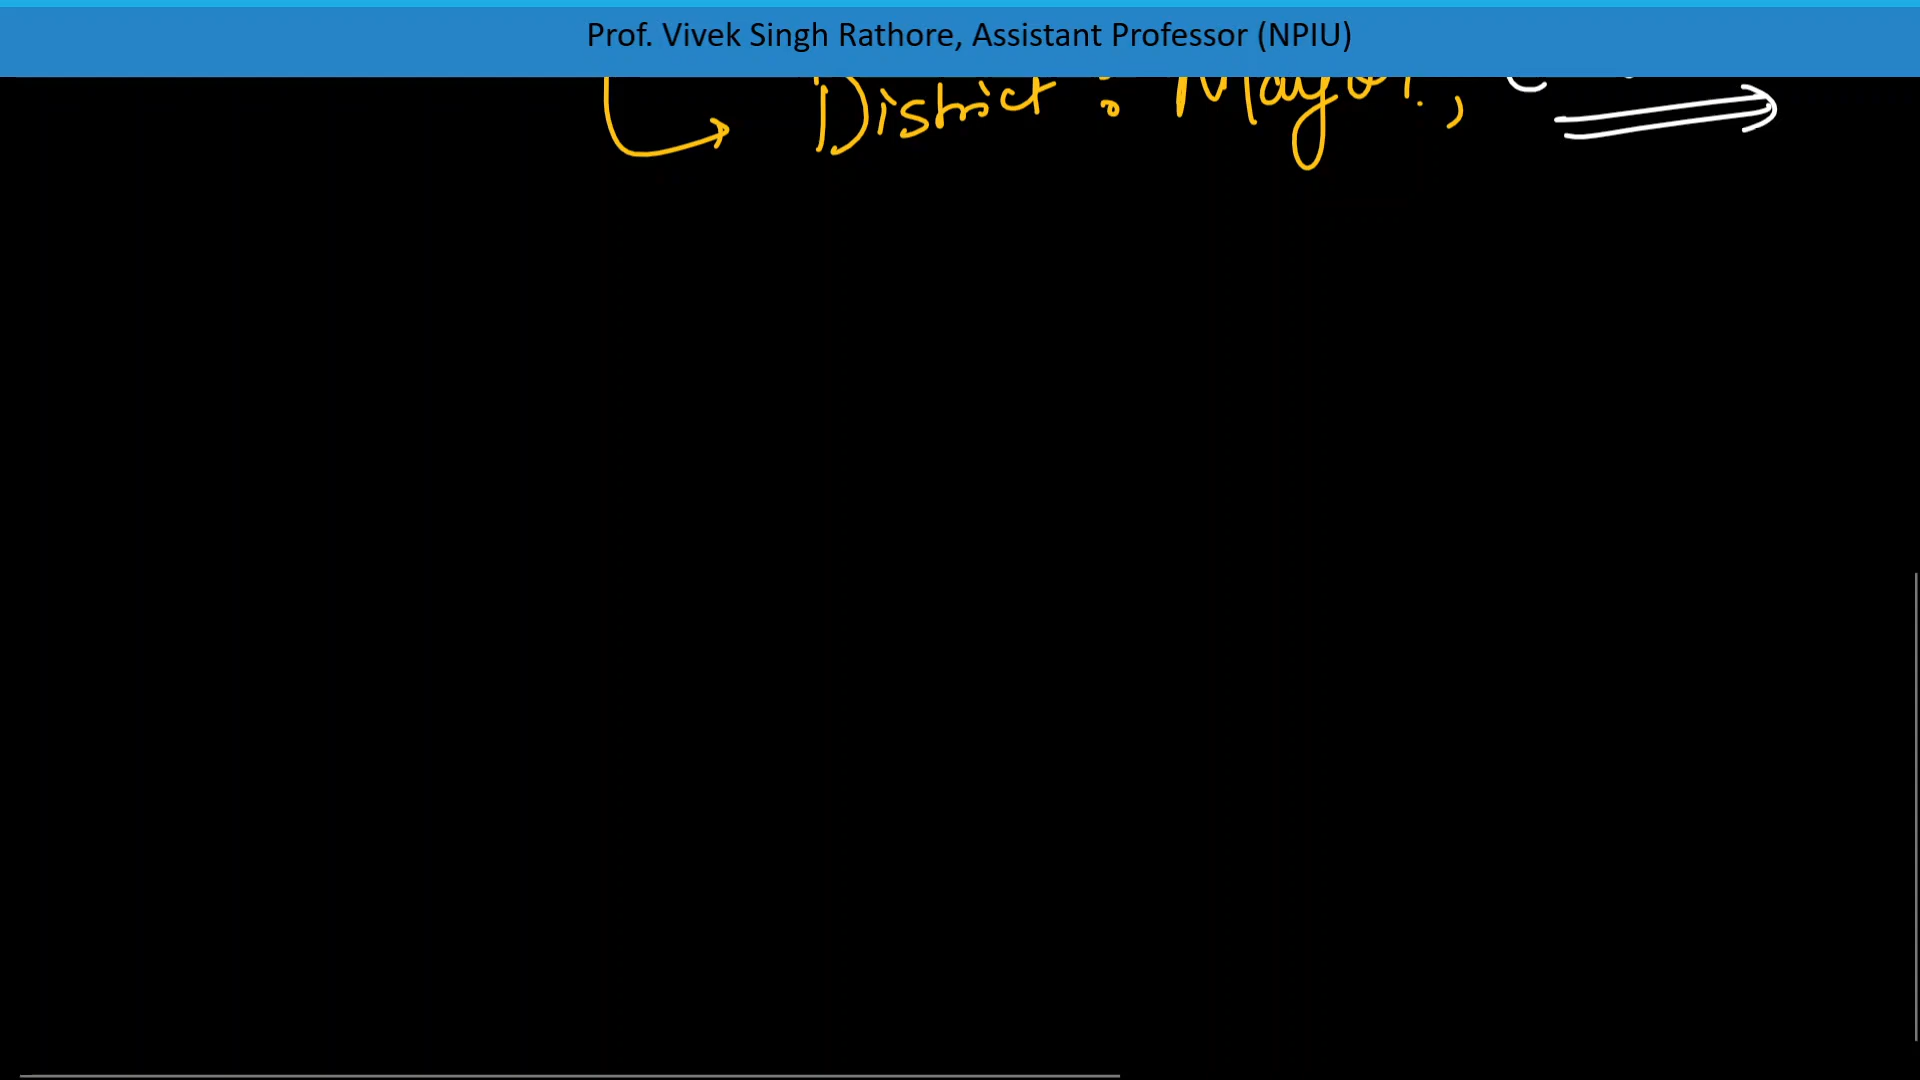 Prof. Vivek Singh Rathore, Assistant Professor (NPIU)
District : Mayor,